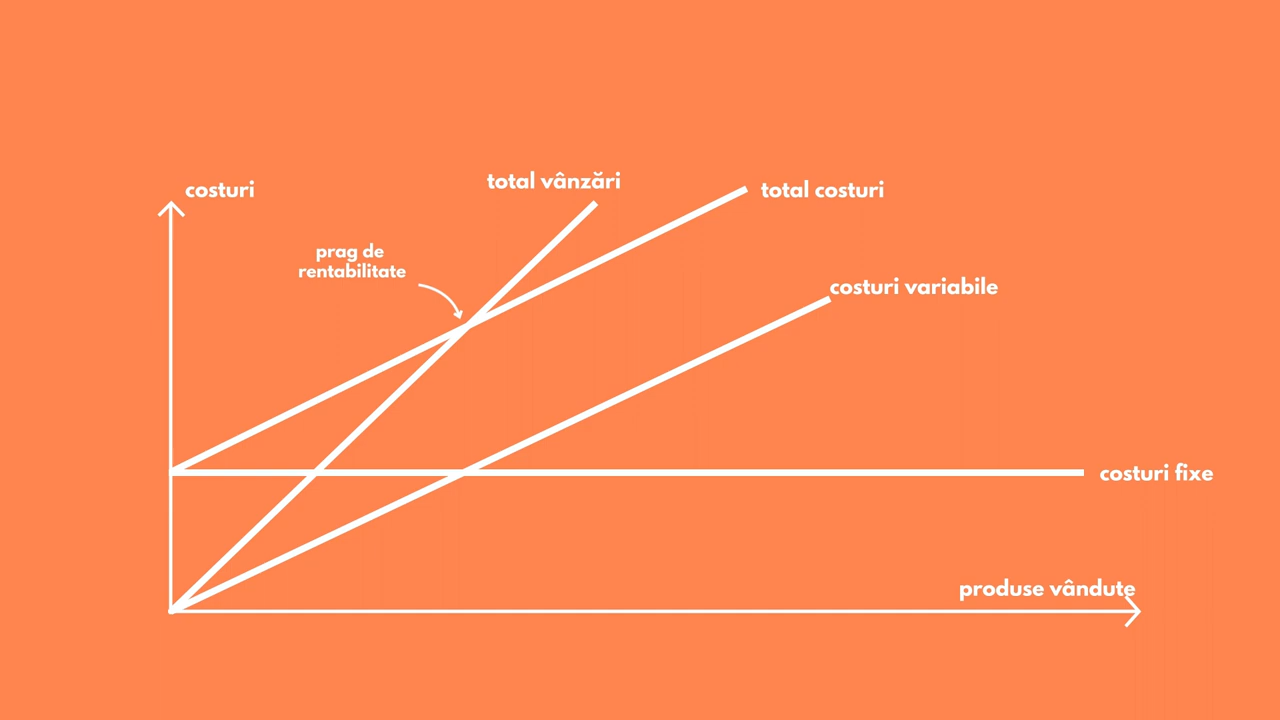 costuri
total vânzări
total costuri
prag de
rentabilitate
costuri variabile
costuri fixe
produse vândute